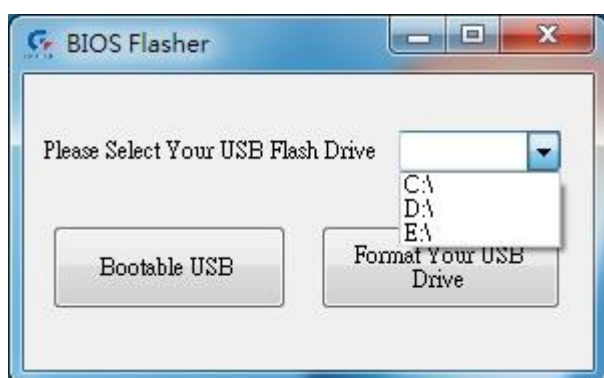 BIOS Flasher
Please Select Your USB Flash Drive
C:\
D:\
E:\
Bootable USB
Format Your USB
Drive